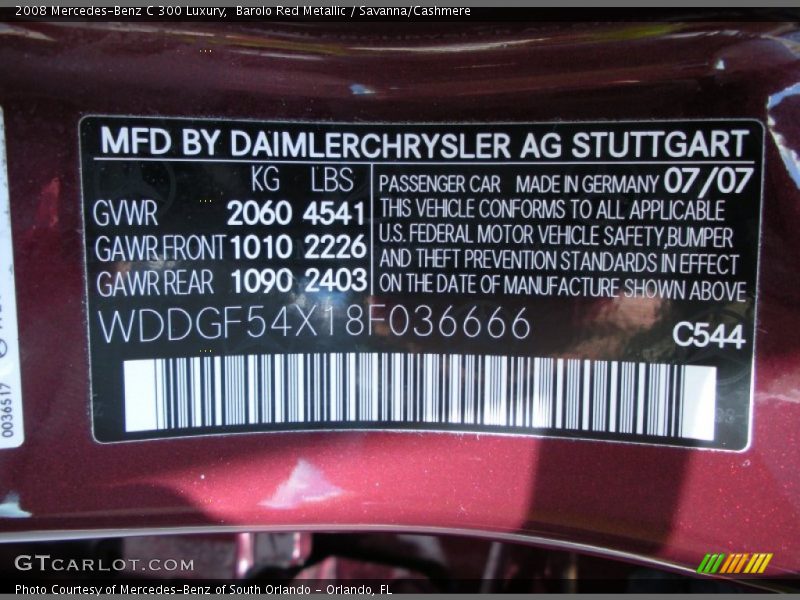 2008 Mercedes-Benz C 300 Luxury, Barolo Red Metallic / Savanna/Cashmere
MFD BY DAIMLERCHRYSLER AG STUTTGART
KG LBS
GVWR 2060 4541
GAWR FRONT 1010 2226
GAWR REAR 1090 2403
PASSENGER CAR MADE IN GERMANY 07/07
THIS VEHICLE CONFORMS TO ALL APPLICABLE
U.S. FEDERAL MOTOR VEHICLE SAFETY,BUMPER
AND THEFT PREVENTION STANDARDS IN EFFECT
ON THE DATE OF MANUFACTURE SHOWN ABOVE
WDDGF54X18F036666
C544
0036517
GTCARLOT.COM
Photo Courtesy of Mercedes-Benz of South Orlando - Orlando, FL